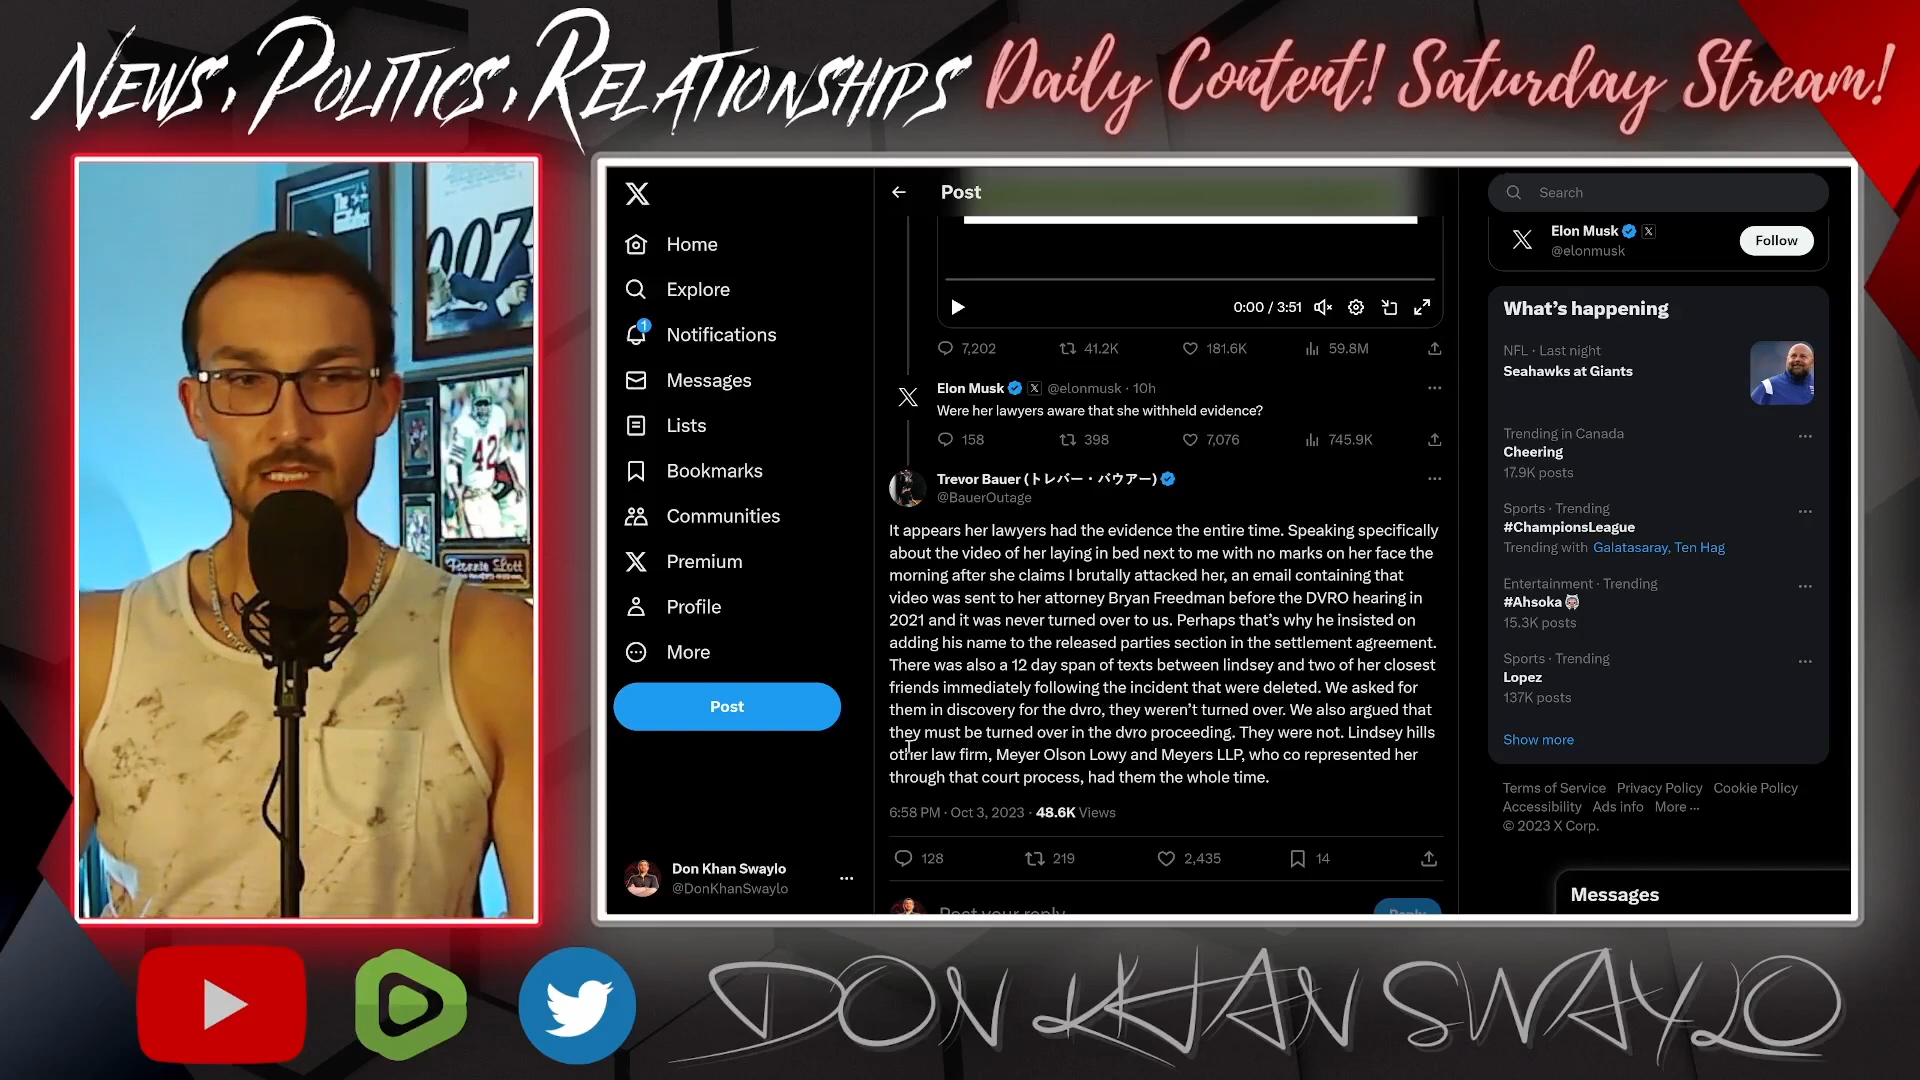 News, Politics, Relationships Daily Content! Saturday Stream!
007
42
Ronnie Lott
Post
Search
Home
Explore
1
Notifications
Messages
Lists
Bookmarks
Communities
Premium
Profile
More
Post
Don Khan Swaylo
@DonKhanSwaylo
0:00 / 3:51
7,202 41.2K 181.6K 59.8M
Elon Musk @elonmusk · 10h
Were her lawyers aware that she withheld evidence?
158 398 7,076 745.9K
Trevor Bauer (トレバー・バウアー)
@BauerOutage
It appears her lawyers had the evidence the entire time. Speaking specifically
about the video of her laying in bed next to me with no marks on her face the
morning after she claims I brutally attacked her, an email containing that
video was sent to her attorney Bryan Freedman before the DVRO hearing in
2021 and it was never turned over to us. Perhaps that’s why he insisted on
adding his name to the released parties section in the settlement agreement.
There was also a 12 day span of texts between lindsey and two of her closest
friends immediately following the incident that were deleted. We asked for
them in discovery for the dvro, they weren’t turned over. We also argued that
they must be turned over in the dvro proceeding. They were not. Lindsey hills
other law firm, Meyer Olson Lowy and Meyers LLP, who co represented her
through that court process, had them the whole time.
6:58 PM · Oct 3, 2023 · 48.6K Views
128 219 2,435 14
Post your reply
Reply
Elon Musk
@elonmusk
Follow
What’s happening
NFL · Last night
Seahawks at Giants
Trending in Canada
Cheering
17.9K posts
Sports · Trending
#ChampionsLeague
Trending with Galatasaray, Ten Hag
Entertainment · Trending
#Ahsoka
15.3K posts
Sports · Trending
Lopez
137K posts
Show more
Terms of Service Privacy Policy Cookie Policy
Accessibility Ads info More ···
© 2023 X Corp.
Messages
Don Khan Swaylo